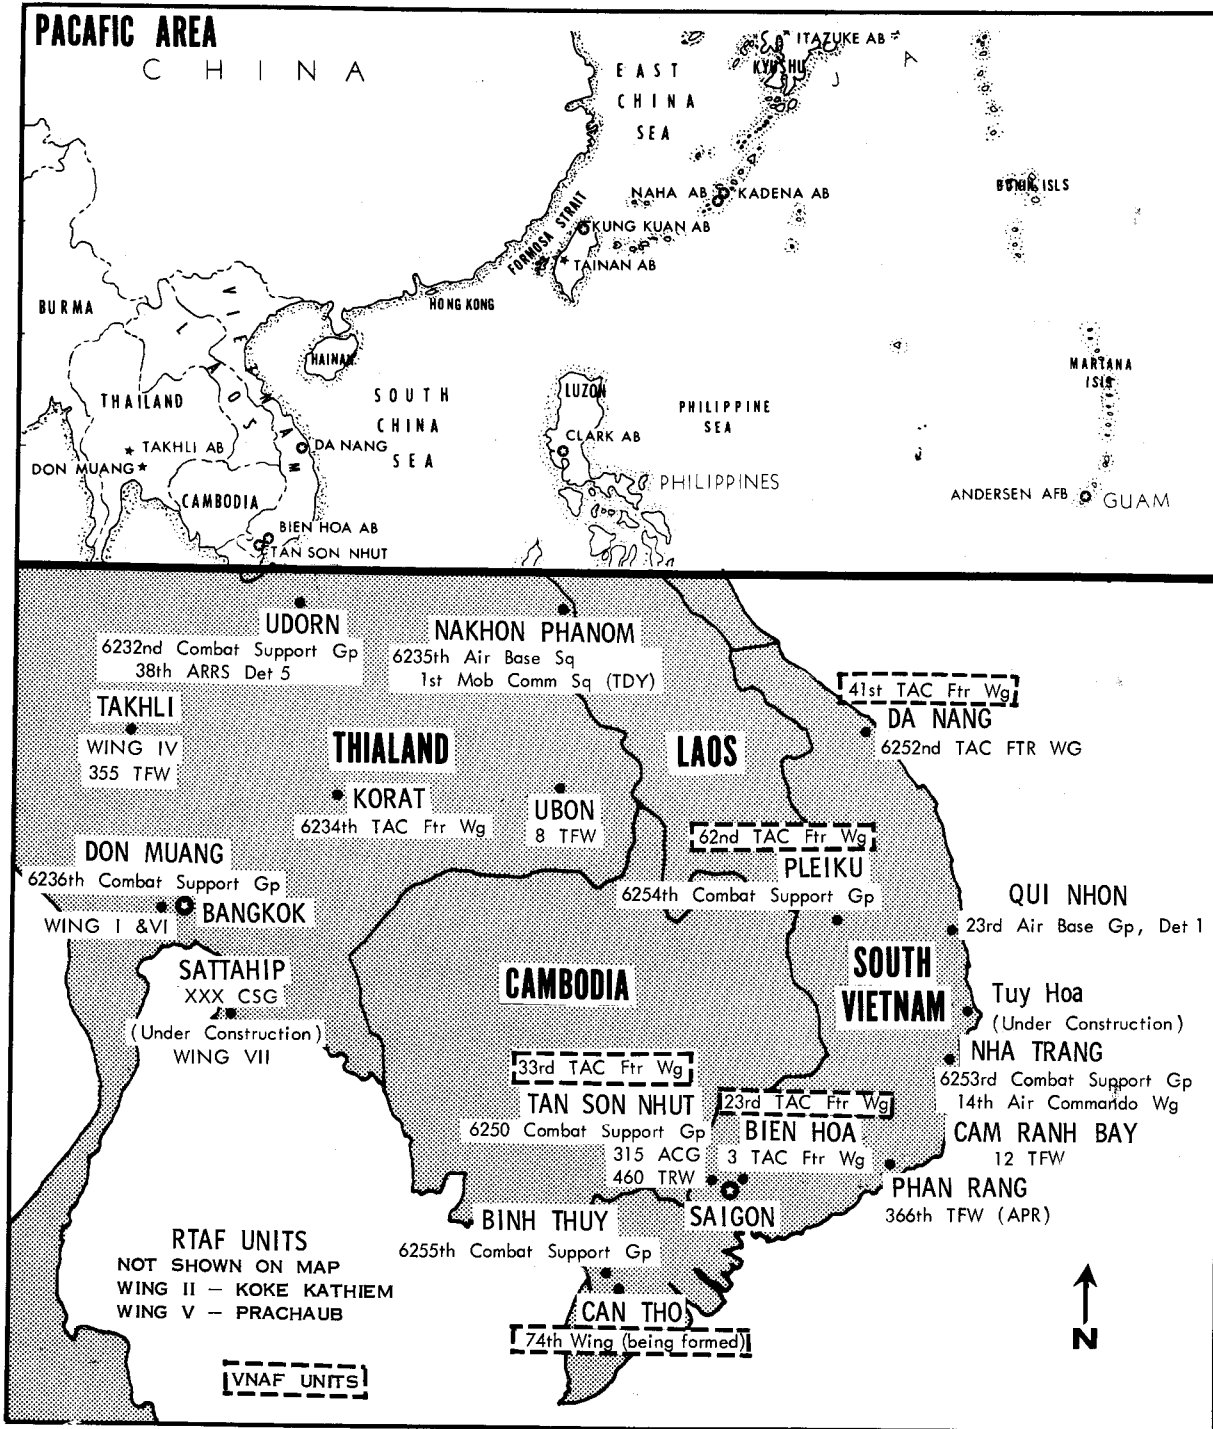 PACAFIC AREA
CHINA
EAST
CHINA
SEA
ITAZUKE AB
KYUSHU
J A
NAHA AB
KADENA AB
BONIN ISLS
FORMOSA STRAIT
KUNG KUAN AB
TAINAN AB
HONG KONG
BURMA
VIETNAM
LAOS
HAINAN
THAILAND
TAKHLI AB
DON MUANG
DA NANG
CAMBODIA
BIEN HOA AB
TAN SON NHUT
SOUTH
CHINA
SEA
LUZON
CLARK AB
PHILIPPINE
SEA
PHILIPPINES
MARIANA
ISLS
ANDERSEN AFB
GUAM
UDORN
6232nd Combat Support Gp
38th ARRS Det 5
NAKHON PHANOM
6235th Air Base Sq
1st Mob Comm Sq (TDY)
41st TAC Ftr Wg
DA NANG
6252nd TAC FTR WG
TAKHLI
WING IV
355 TFW
THIALAND
LAOS
KORAT
6234th TAC Ftr Wg
UBON
8 TFW
62nd TAC Ftr Wg
PLEIKU
6254th Combat Support Gp
DON MUANG
6236th Combat Support Gp
BANGKOK
WING I &VI
QUI NHON
23rd Air Base Gp, Det 1
SATTAHIP
XXX CSG
(Under Construction)
WING VII
CAMBODIA
SOUTH
VIETNAM
Tuy Hoa
(Under Construction)
NHA TRANG
6253rd Combat Support Gp
14th Air Commando Wg
33rd TAC Ftr Wg
TAN SON NHUT
6250 Combat Support Gp
315 ACG
460 TRW
23rd TAC Ftr Wg
BIEN HOA
3 TAC Ftr Wg
CAM RANH BAY
12 TFW
PHAN RANG
366th TFW (APR)
SAIGON
BINH THUY
6255th Combat Support Gp
CAN THO
74th Wing (being formed)
RTAF UNITS
NOT SHOWN ON MAP
WING II – KOKE KATHIEM
WING V – PRACHAUB
VNAF UNITS
N